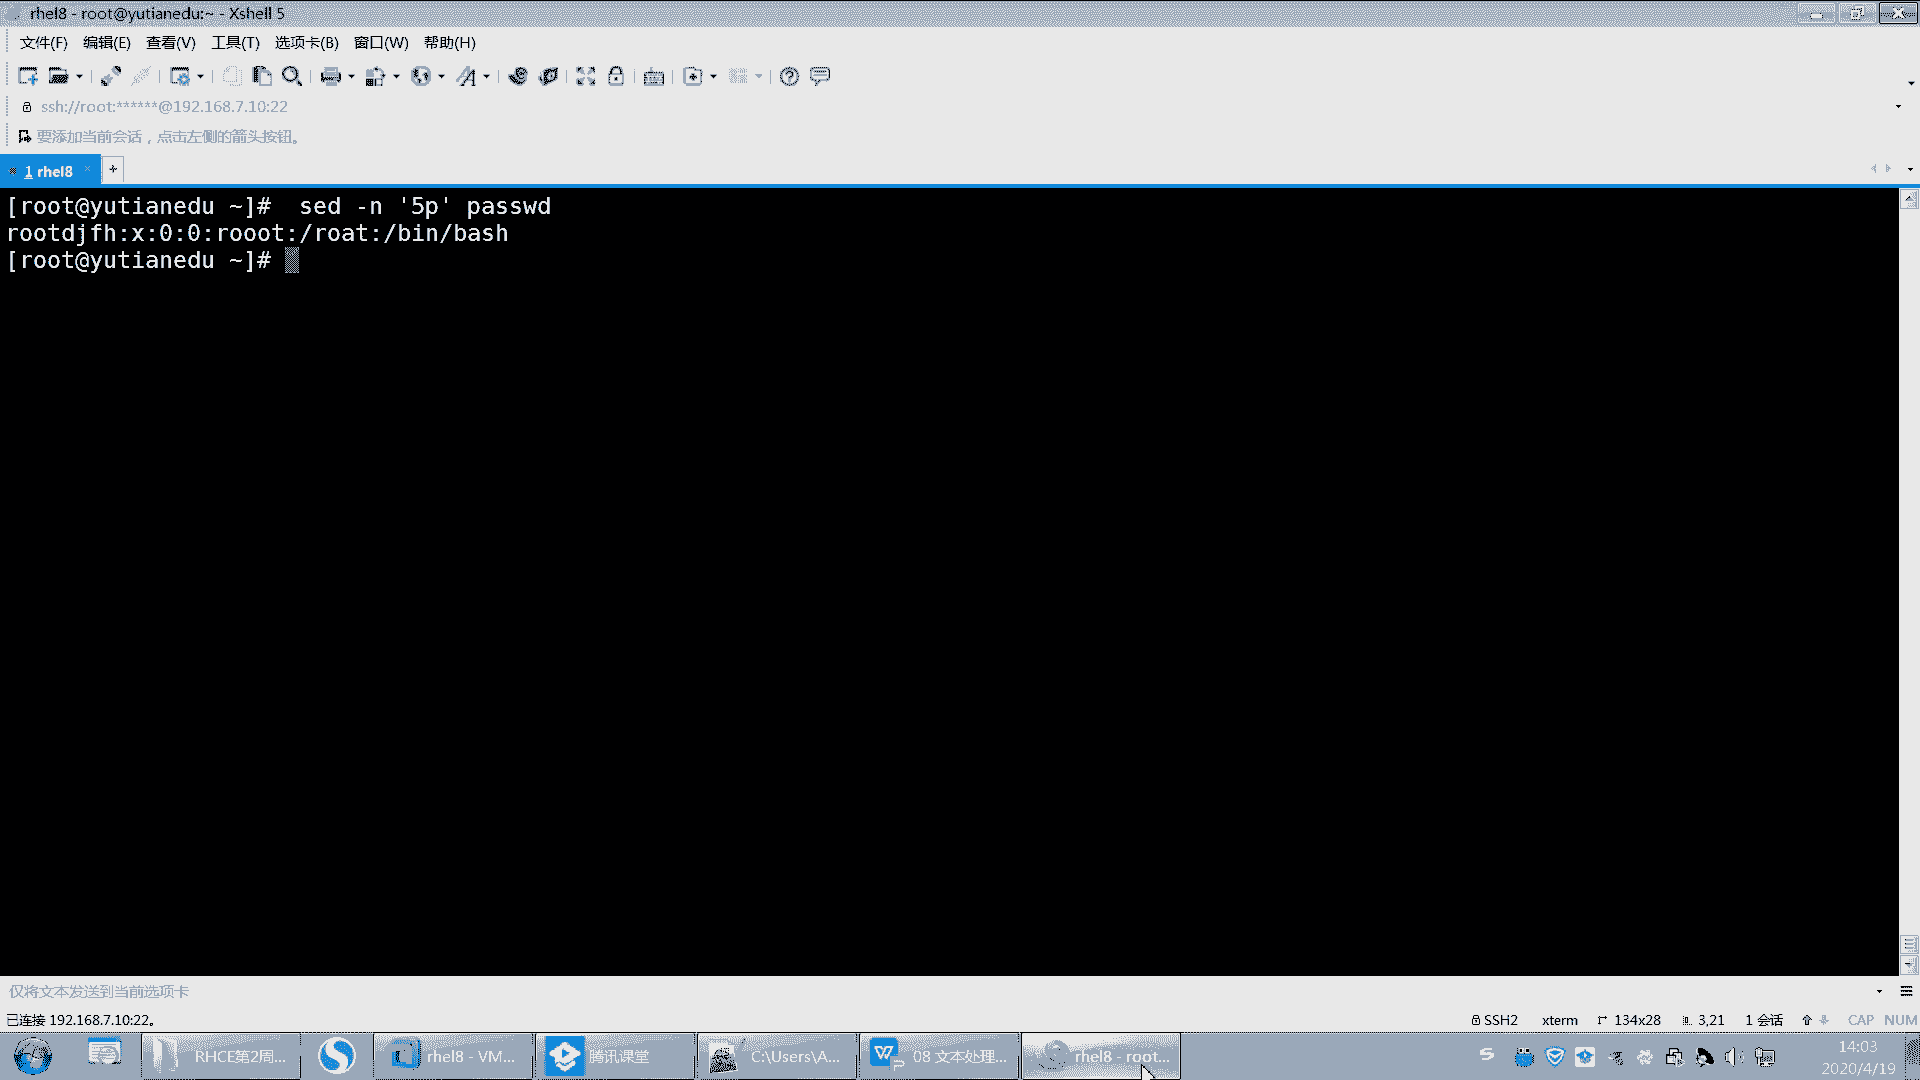 rhel8 - root@yutianedu:~ - Xshell 5
文件(F) 编辑(E) 查看(V) 工具(T) 选项卡(B) 窗口(W) 帮助(H)
ssh://root:******@192.168.7.10:22
要添加当前会话，点击左侧的箭头按钮。
1 rhel8
[root@yutianedu ~]#  sed -n '5p' passwd
rootdjfh:x:0:0:rooot:/roat:/bin/bash
[root@yutianedu ~]#
仅将文本发送到当前选项卡
已连接 192.168.7.10:22。 SSH2 xterm 134x28 3,21 1 会话 CAP NUM
RHCE第2周... rhel8 - VM... 腾讯课堂 C:\Users\A... 08 文本处理... rhel8 - root... 14:03
2020/4/19